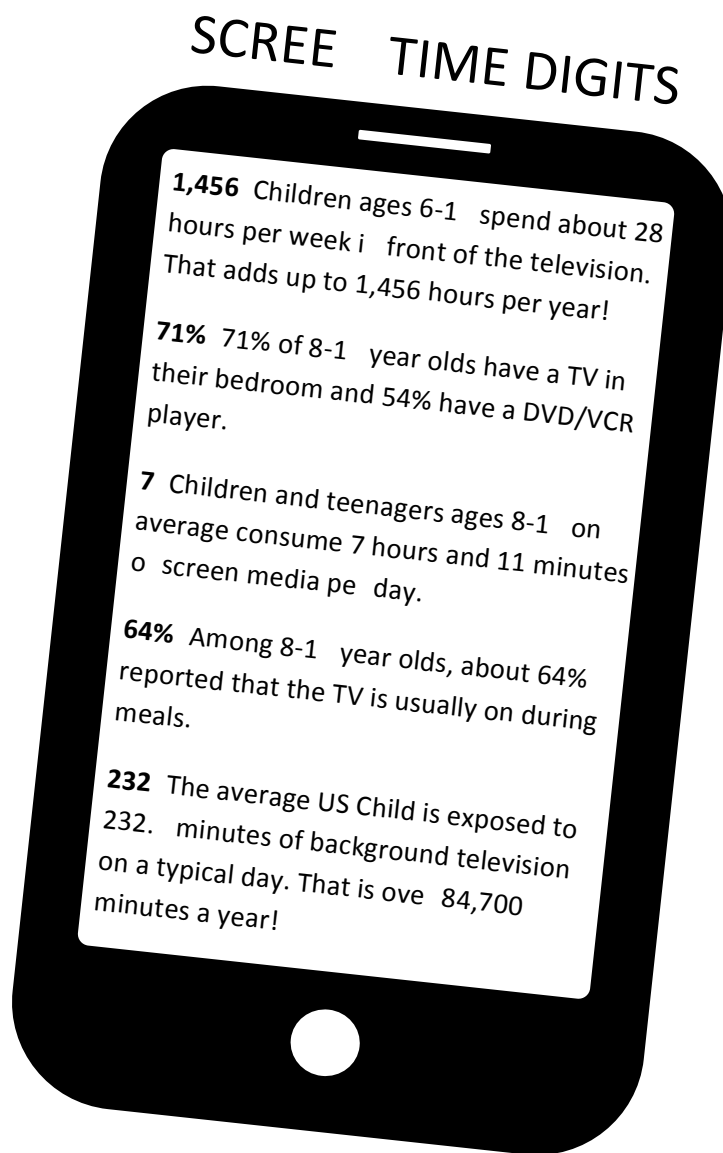 SCREE TIME DIGITS
1,456 Children ages 6-1 spend about 28
hours per week i front of the television.
That adds up to 1,456 hours per year!
71% 71% of 8-1 year olds have a TV in
their bedroom and 54% have a DVD/VCR
player.
7 Children and teenagers ages 8-1 on
average consume 7 hours and 11 minutes
o screen media pe day.
64% Among 8-1 year olds, about 64%
reported that the TV is usually on during
meals.
232 The average US Child is exposed to
232. minutes of background television
on a typical day. That is ove 84,700
minutes a year!